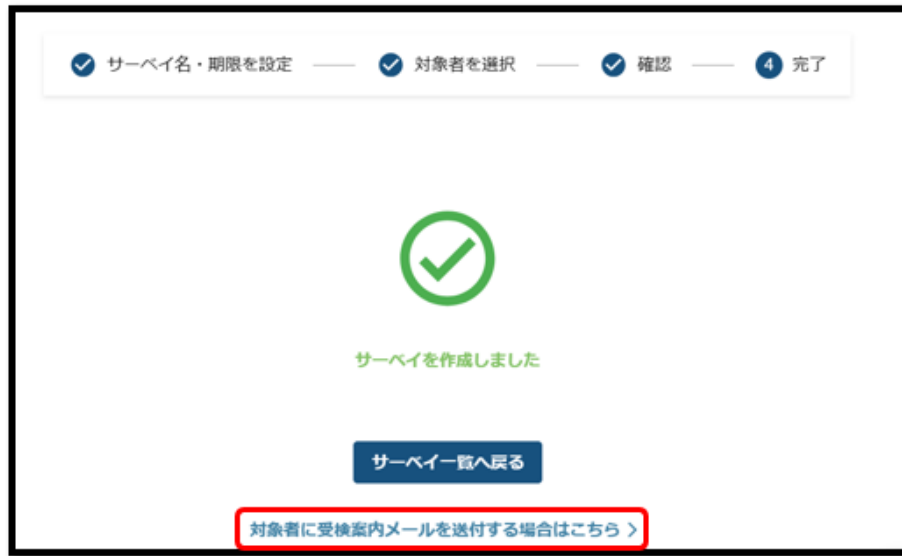 サーベイ名・期限を設定 対象者を選択 確認 4 完了
サーベイを作成しました
サーベイ一覧へ戻る
対象者に受検案内メールを送付する場合はこちら >